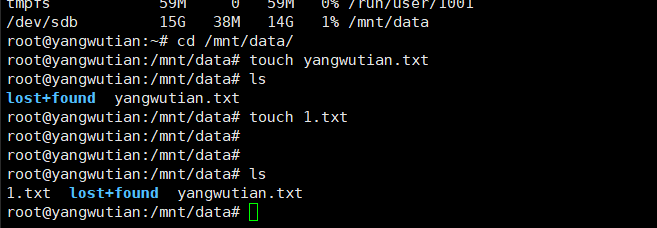 tmpfs 59M 0 59M 0% /run/user/1001
/dev/sdb 15G 38M 14G 1% /mnt/data
root@yangwutian:~# cd /mnt/data/
root@yangwutian:/mnt/data# touch yangwutian.txt
root@yangwutian:/mnt/data# ls
lost+found yangwutian.txt
root@yangwutian:/mnt/data# touch 1.txt
root@yangwutian:/mnt/data#
root@yangwutian:/mnt/data#
root@yangwutian:/mnt/data# ls
1.txt lost+found yangwutian.txt
root@yangwutian:/mnt/data#